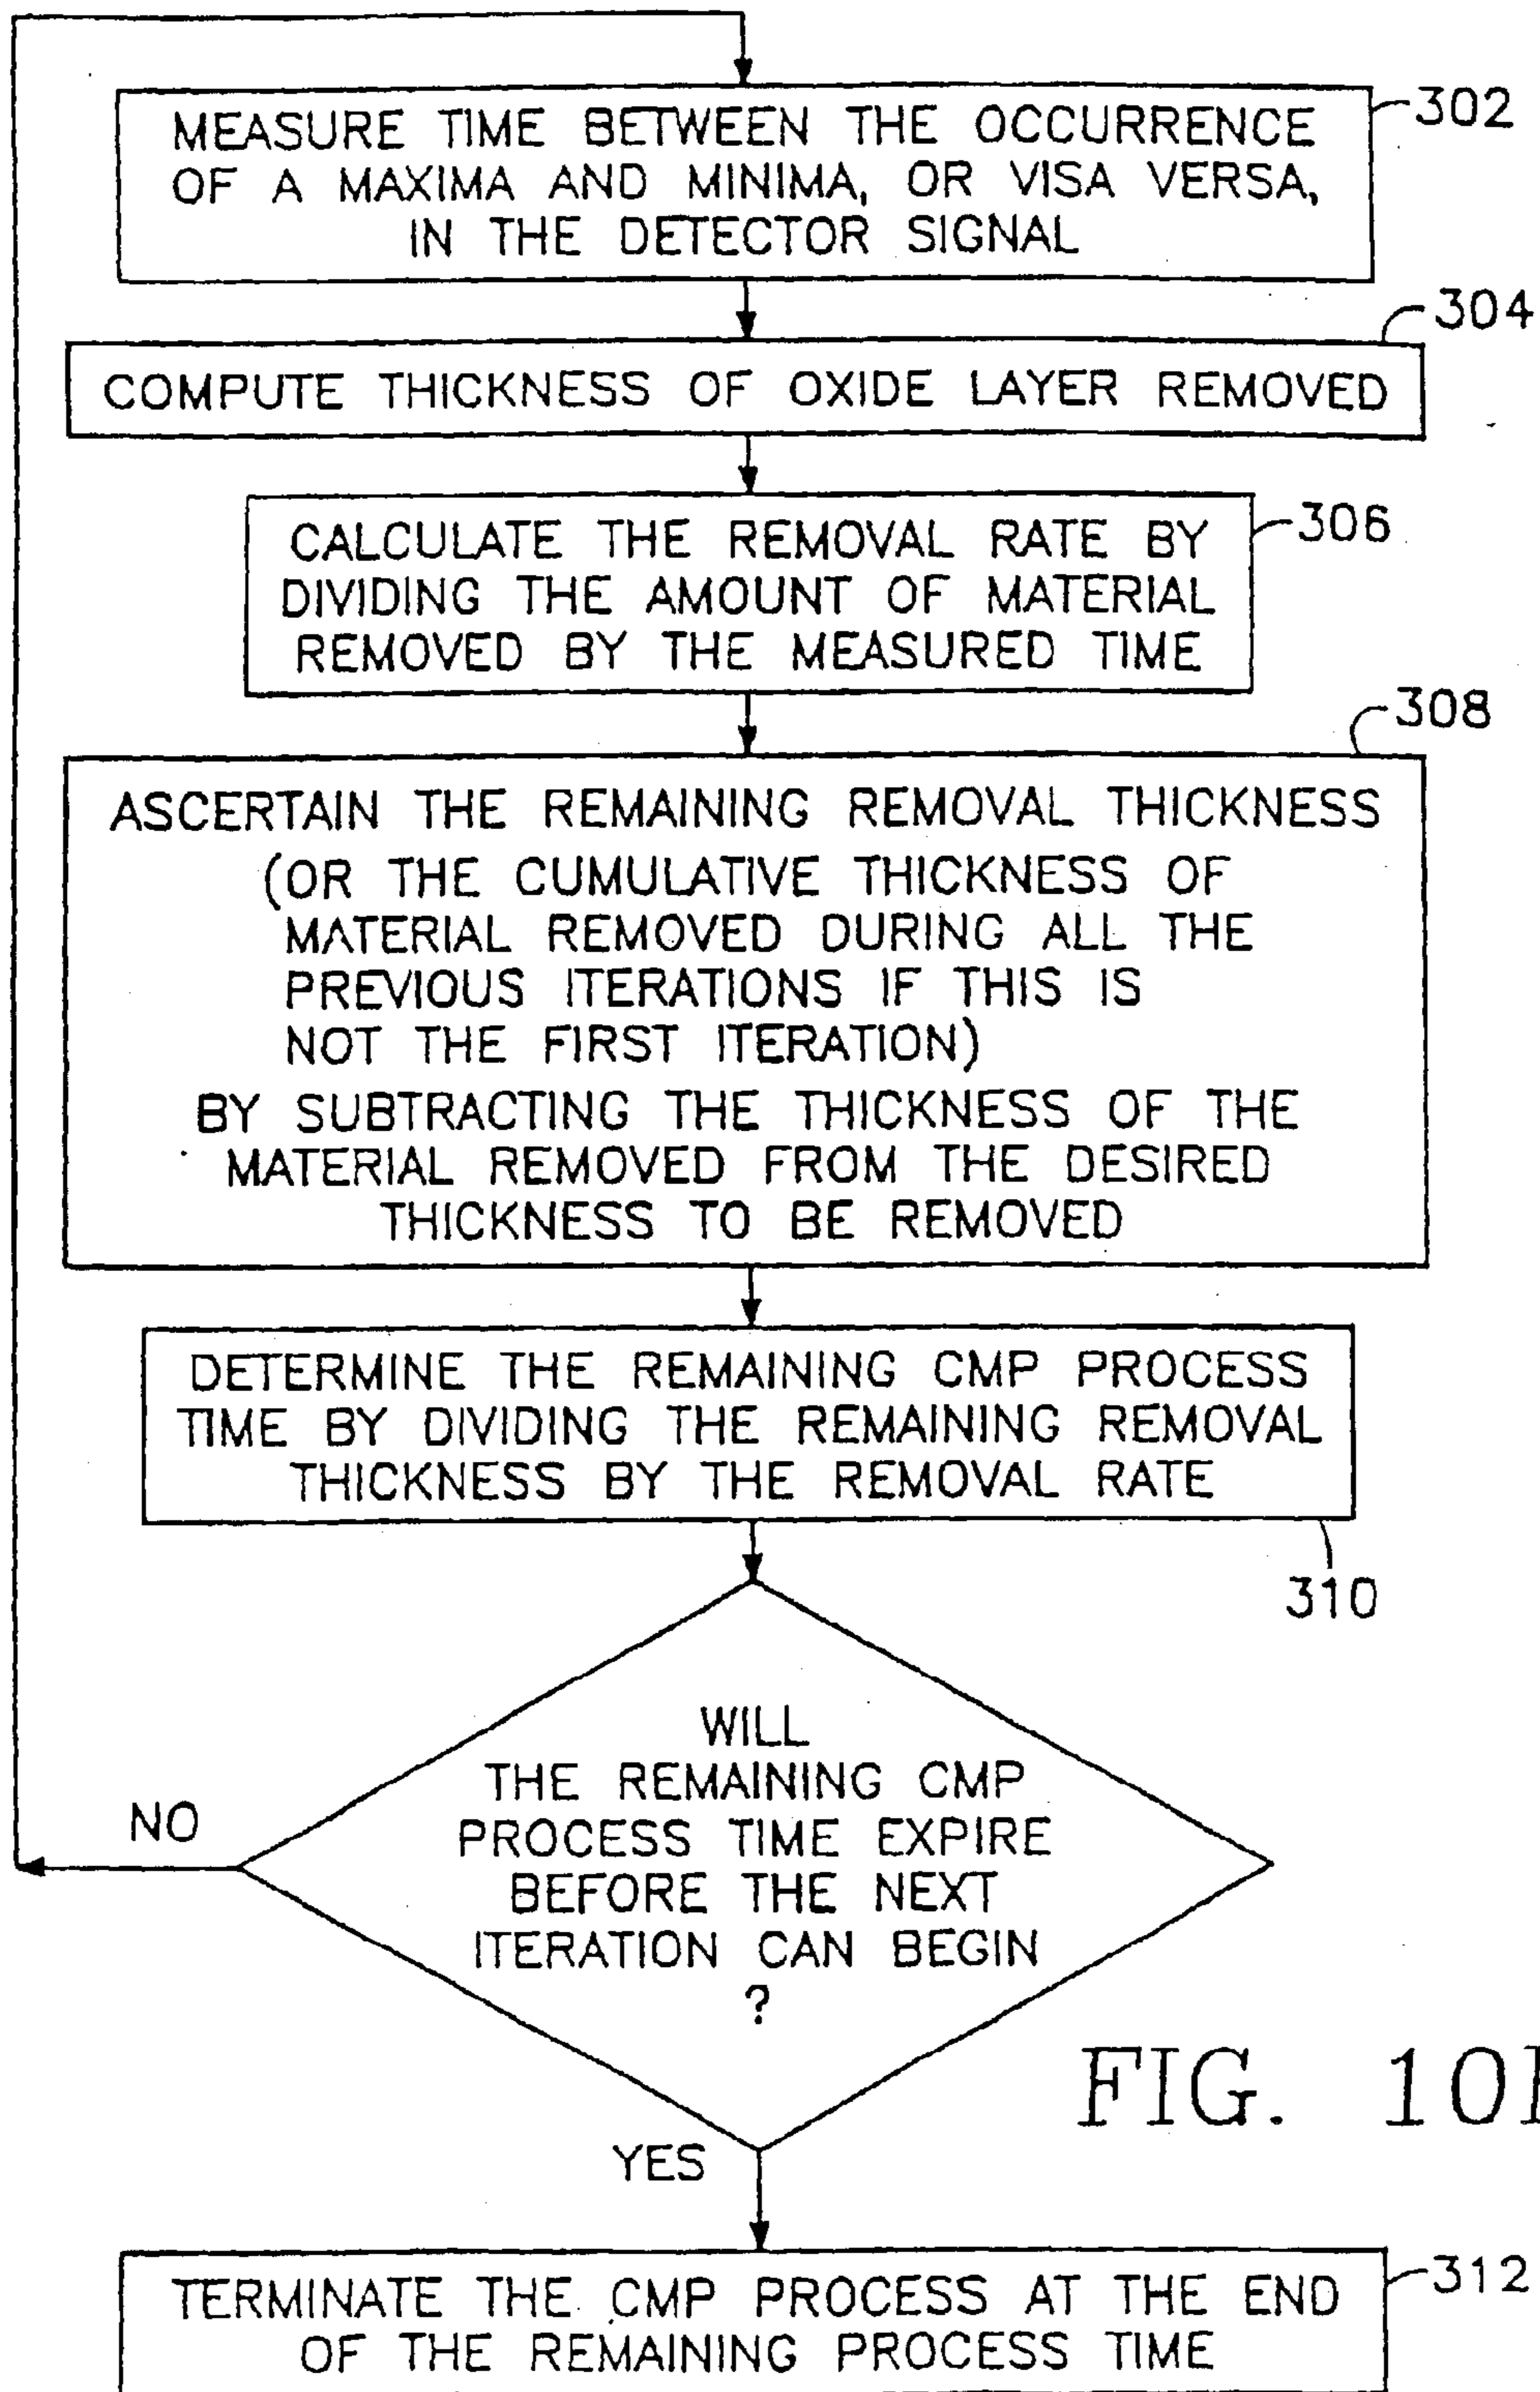 MEASURE TIME BETWEEN THE OCCURRENCE
OF A MAXIMA AND MINIMA, OR VISA VERSA,
IN THE DETECTOR SIGNAL
302
304
COMPUTE THICKNESS OF OXIDE LAYER REMOVED
CALCULATE THE REMOVAL RATE BY
DIVIDING THE AMOUNT OF MATERIAL
REMOVED BY THE MEASURED TIME
306
308
ASCERTAIN THE REMAINING REMOVAL THICKNESS
(OR THE CUMULATIVE THICKNESS OF
MATERIAL REMOVED DURING ALL THE
PREVIOUS ITERATIONS IF THIS IS
NOT THE FIRST ITERATION)
BY SUBTRACTING THE THICKNESS OF THE
MATERIAL REMOVED FROM THE DESIRED
THICKNESS TO BE REMOVED
DETERMINE THE REMAINING CMP PROCESS
TIME BY DIVIDING THE REMAINING REMOVAL
THICKNESS BY THE REMOVAL RATE
310
WILL
THE REMAINING CMP
PROCESS TIME EXPIRE
BEFORE THE NEXT
ITERATION CAN BEGIN
?
NO
YES
FIG. 10
TERMINATE THE CMP PROCESS AT THE END
OF THE REMAINING PROCESS TIME
312